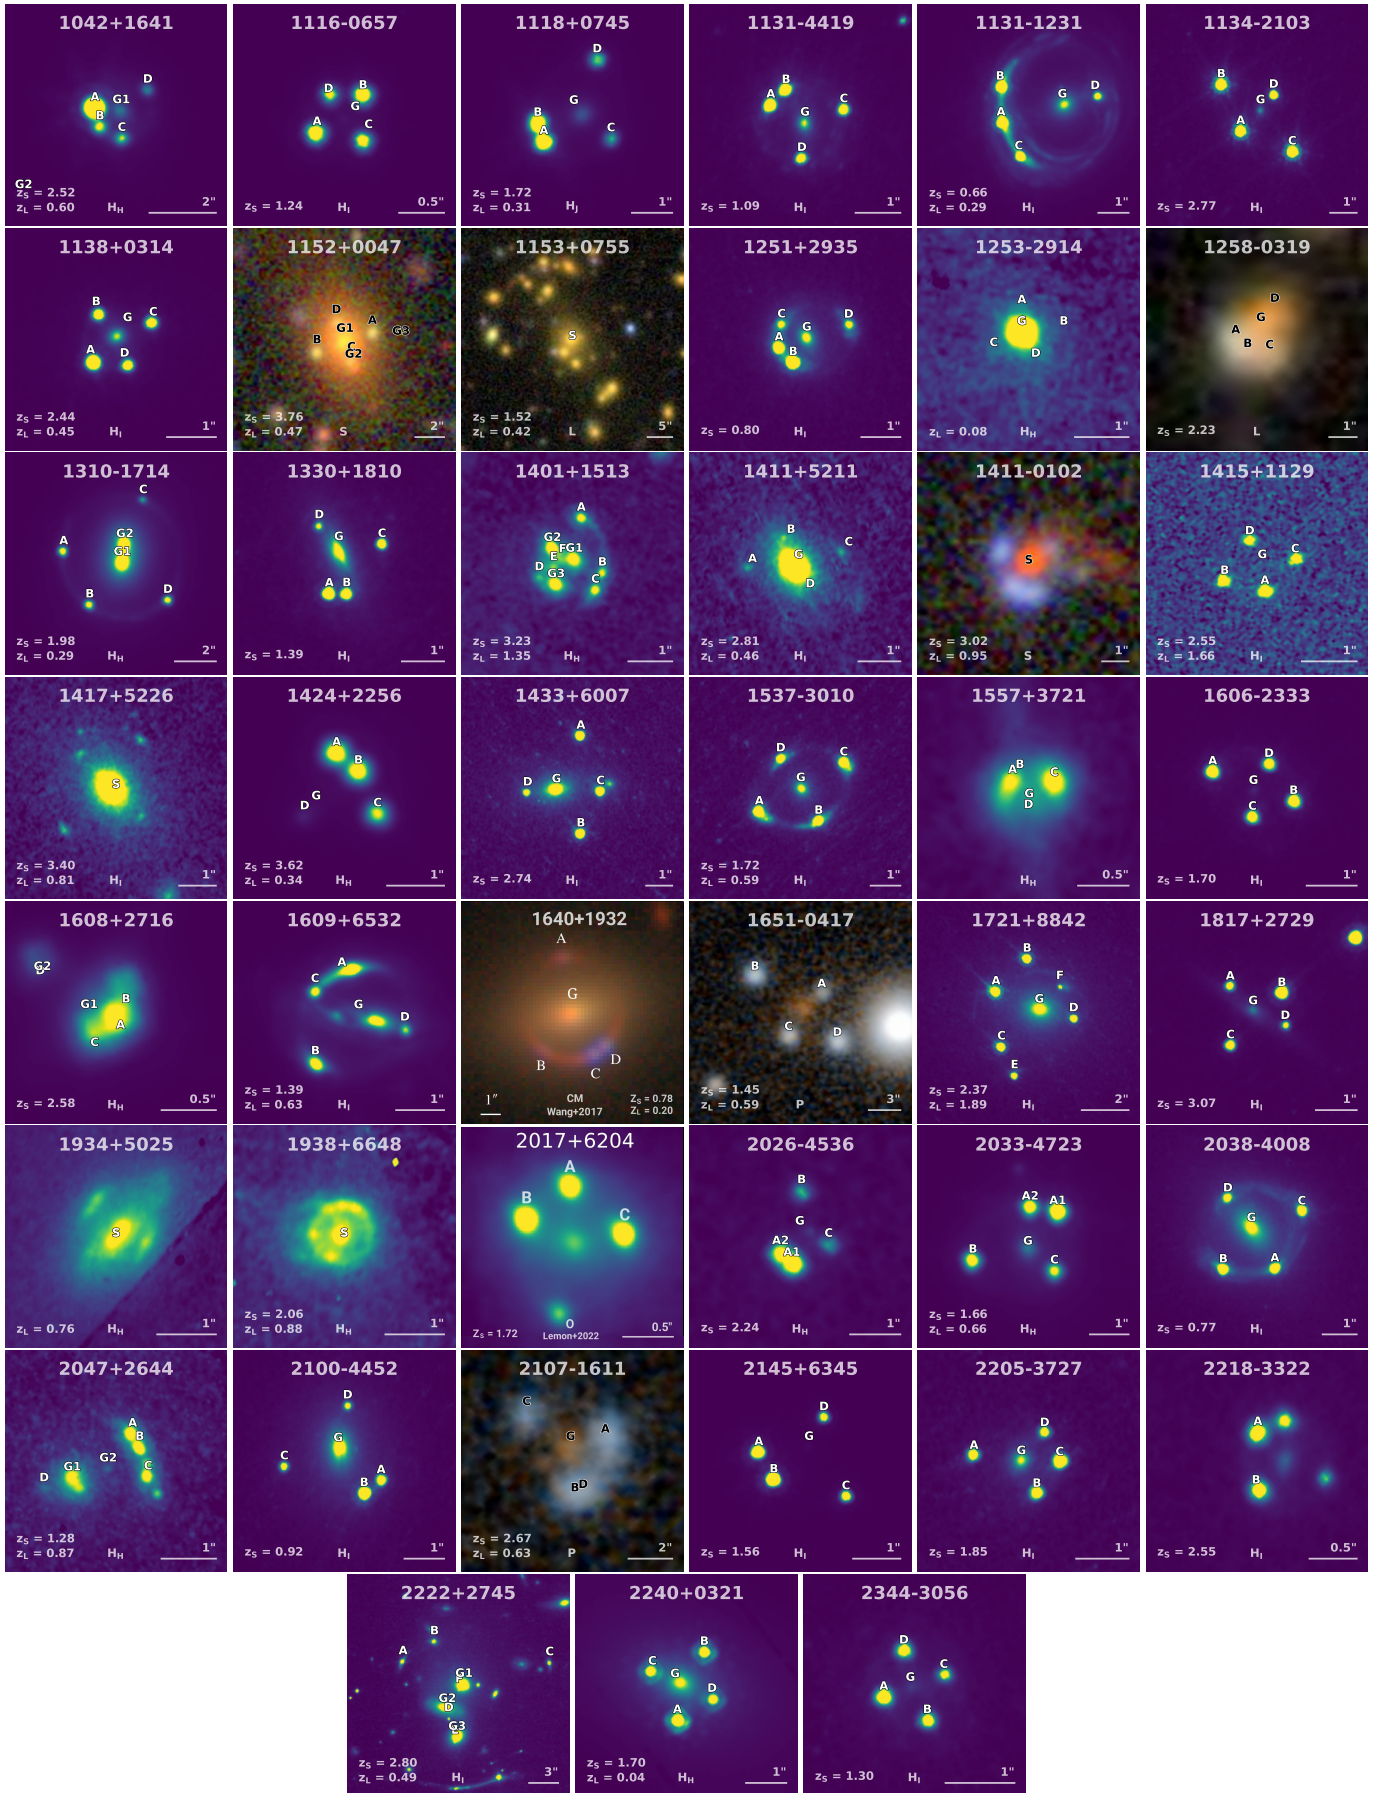 1042+1641
A
B
C
D
G1
G2
zS = 2.52
zL = 0.60 HH 2"
1116-0657
D
B
G
A
C
zS = 1.24 HI 0.5"
1118+0745
D
G
B
A
C
zS = 1.72
zL = 0.31 HJ 1"
1131-4419
B
A
C
G
D
zS = 1.09 HI 1"
1131-1231
B
D
G
A
C
zS = 0.66
zL = 0.29 HI 1"
1134-2103
B
D
G
A
C
zS = 2.77 HI 1"
1138+0314
B
G
C
A
D
zS = 2.44
zL = 0.45 HI 1"
1152+0047
D
A
G1
G3
B
C
G2
zS = 3.76
zL = 0.47 S 2"
1153+0755
S
zS = 1.52
zL = 0.42 L 5"
1251+2935
C
D
G
A
B
zS = 0.80 HI 1"
1253-2914
A
G
B
C
D
zL = 0.08 HH 1"
1258-0319
D
G
A
B
C
zS = 2.23 L 1"
1310-1714
C
G2
A
G1
B
D
zS = 1.98
zL = 0.29 HH 2"
1330+1810
D
G
C
A
B
zS = 1.39 HI 1"
1401+1513
A
G2
F
G1
E
D
B
G3
C
zS = 3.23
zL = 1.35 HH 1"
1411+5211
B
C
A
G
D
zS = 2.81
zL = 0.46 HI 1"
1411-0102
S
zS = 3.02
zL = 0.95 S 1"
1415+1129
D
G
C
B
A
zS = 2.55
zL = 1.66 HI 1"
1417+5226
S
zS = 3.40
zL = 0.81 HI 1"
1424+2256
A
B
G
D
C
zS = 3.62
zL = 0.34 HH 1"
1433+6007
A
D
G
C
B
zS = 2.74 HI 1"
1537-3010
D
C
G
A
B
zS = 1.72
zL = 0.59 HI 1"
1557+3721
A
B
C
G
D
HH 0.5"
1606-2333
A
D
G
B
C
zS = 1.70 HI 1"
1608+2716
G2
D
G1
B
A
C
zS = 2.58 HH 0.5"
1609+6532
A
C
G
D
B
zS = 1.39
zL = 0.63 HI 1"
1640+1932
A
G
B
D
C
1" CM ZS = 0.78
Wang+2017 ZL = 0.20
1651-0417
B
A
C
D
zS = 1.45
zL = 0.59 P 3"
1721+8842
B
F
A
G
D
C
E
zS = 2.37
zL = 1.89 HI 2"
1817+2729
A
B
G
D
C
zS = 3.07 HI 1"
1934+5025
S
zL = 0.76 HH 1"
1938+6648
S
zS = 2.06
zL = 0.88 HH 1"
2017+6204
A
B
C
O
zS = 1.72 Lemon+2022 0.5"
2026-4536
B
G
C
A2
A1
zS = 2.24 HH 1"
2033-4723
A2
A1
G
B
C
zS = 1.66
zL = 0.66 HH 1"
2038-4008
D
C
G
B
A
zS = 0.77 HI 1"
2047+2644
A
B
G2
G1
C
D
zS = 1.28
zL = 0.87 HH 1"
2100-4452
D
G
C
A
B
zS = 0.92 HI 1"
2107-1611
C
A
G
B
D
zS = 2.67
zL = 0.63 P 2"
2145+6345
D
G
A
B
C
zS = 1.56 HI 1"
2205-3727
D
A
G
C
B
zS = 1.85 HI 1"
2218-3322
A
B
zS = 2.55 HI 0.5"
2222+2745
B
A
C
G1
G2
D
G3
zS = 2.80
zL = 0.49 HI 3"
2240+0321
B
C
G
D
A
zS = 1.70
zL = 0.04 HH 1"
2344-3056
D
C
G
A
B
zS = 1.30 HI 1"